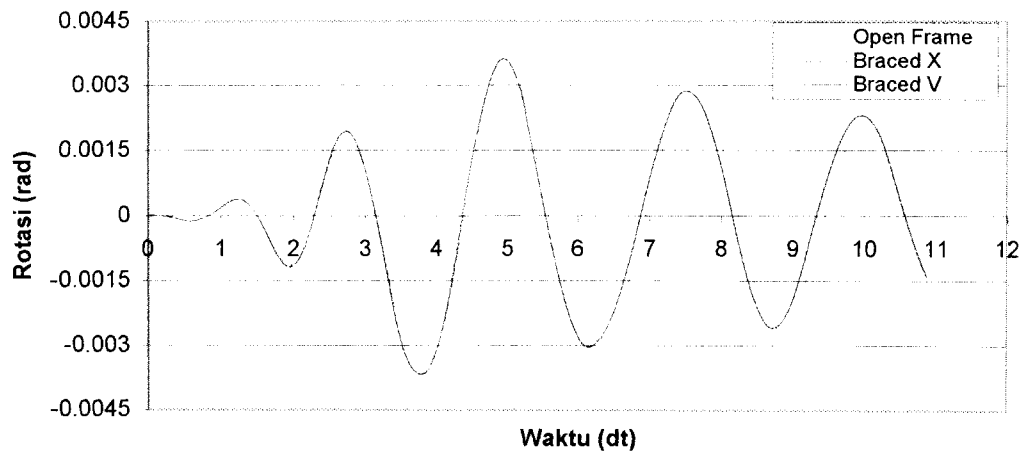 0.0045
Open Frame
Braced X
Braced V
0.003
0.0015
0
-0.0015
-0.003
-0.0045
Rotasi (rad)
0 1 2 3 4 5 6 7 8 9 10 11 12
Waktu (dt)